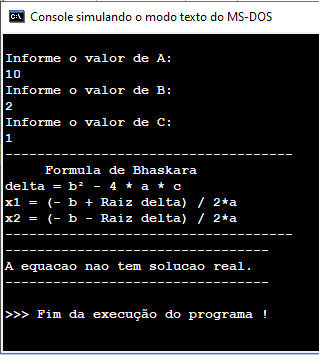 Console simulando o modo texto do MS-DOS
Informe o valor de A:
10
Informe o valor de B:
2
Informe o valor de C:
1
------------------------------------
Formula de Bhaskara
delta = b² - 4 * a * c
x1 = (- b + Raiz delta) / 2*a
x2 = (- b - Raiz delta) / 2*a
------------------------------------
---------------------------------
A equacao nao tem solucao real.
---------------------------------
>>> Fim da execução do programa !